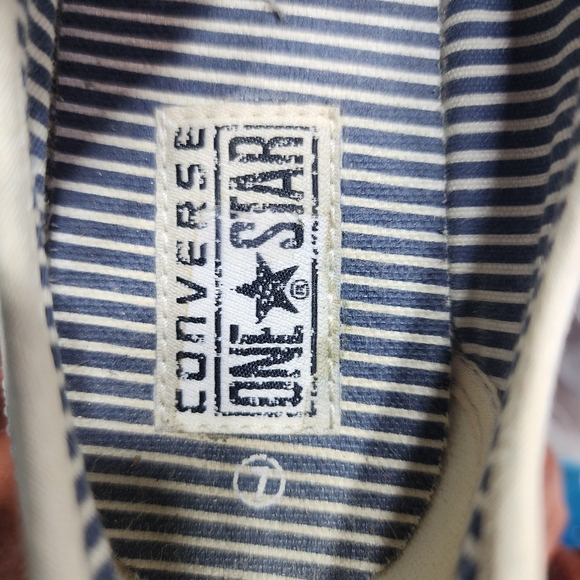 CONVERSE
ONE ★ STAR ®
7